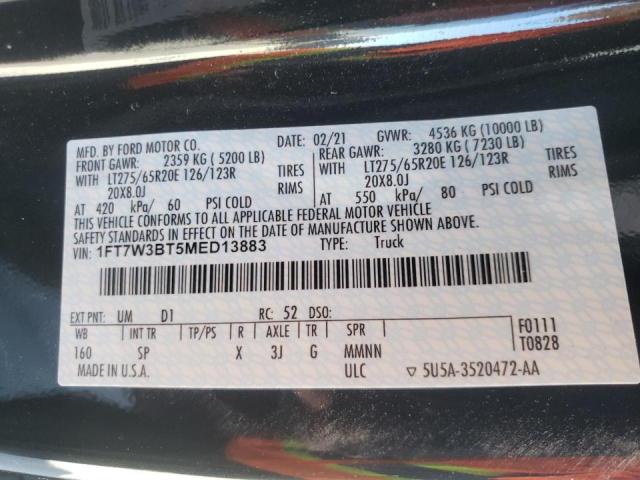 MFD. BY FORD MOTOR CO. DATE: 02/21 GVWR: 4536 KG (10000 LB)
FRONT GAWR: 2359 KG ( 5200 LB) REAR GAWR: 3280 KG ( 7230 LB)
WITH LT275/65R20E 126/123R TIRES WITH LT275/65R20E 126/123R TIRES
20X8.0J RIMS 20X8.0J RIMS
AT 420 kPa/ 60 PSI COLD AT 550 kPa/ 80 PSI COLD
THIS VEHICLE CONFORMS TO ALL APPLICABLE FEDERAL MOTOR VEHICLE
SAFETY STANDARDS IN EFFECT ON THE DATE OF MANUFACTURE SHOWN ABOVE.
VIN: 1FT7W3BT5MED13883 TYPE: Truck
EXT PNT: UM D1 RC: 52 DSO:
WB INT TR TP/PS R AXLE TR SPR F0111
160 SP X 3J G MMNN T0828
MADE IN U.S.A. ULC ▽ 5U5A-3520472-AA